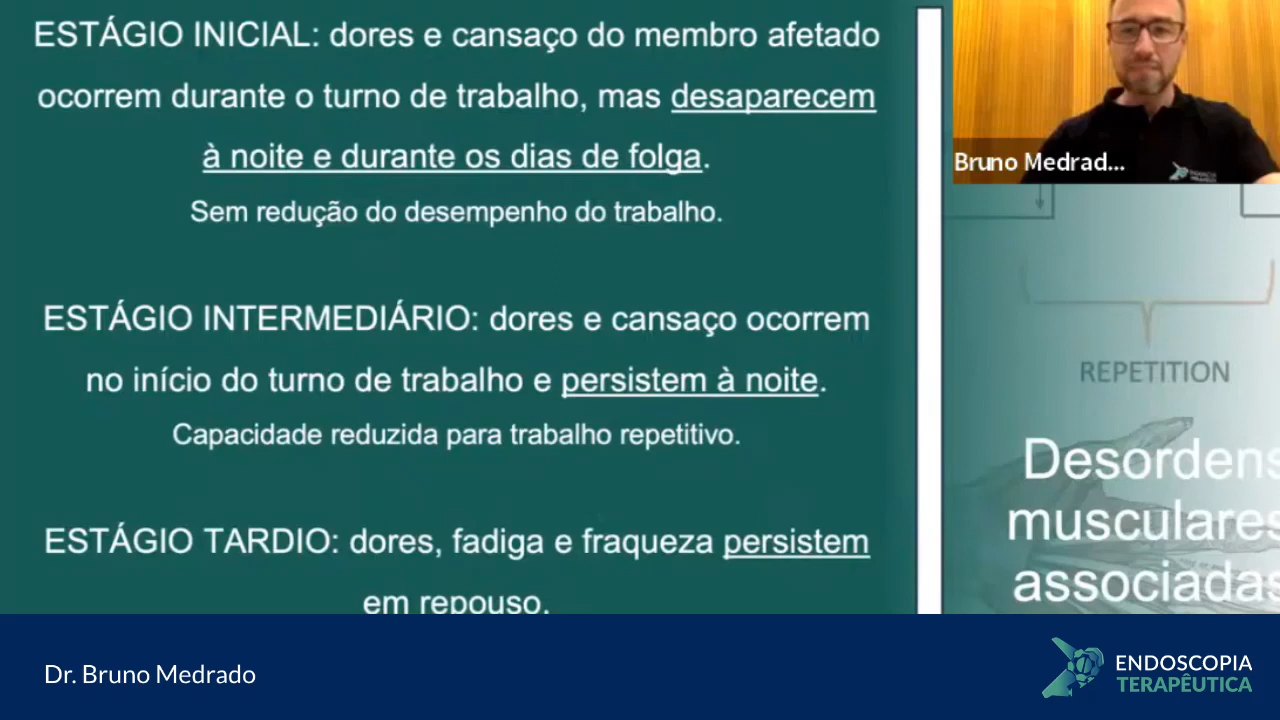 ESTÁGIO INICIAL: dores e cansaço do membro afetado
ocorrem durante o turno de trabalho, mas desaparecem
à noite e durante os dias de folga.
Sem redução do desempenho do trabalho.
ESTÁGIO INTERMEDIÁRIO: dores e cansaço ocorrem
no início do turno de trabalho e persistem à noite.
Capacidade reduzida para trabalho repetitivo.
ESTÁGIO TARDIO: dores, fadiga e fraqueza persistem
em repouso.
Bruno Medrad...
REPETITION
Desordens
musculares
associadas
Dr. Bruno Medrado
ENDOSCOPIA
TERAPÊUTICA